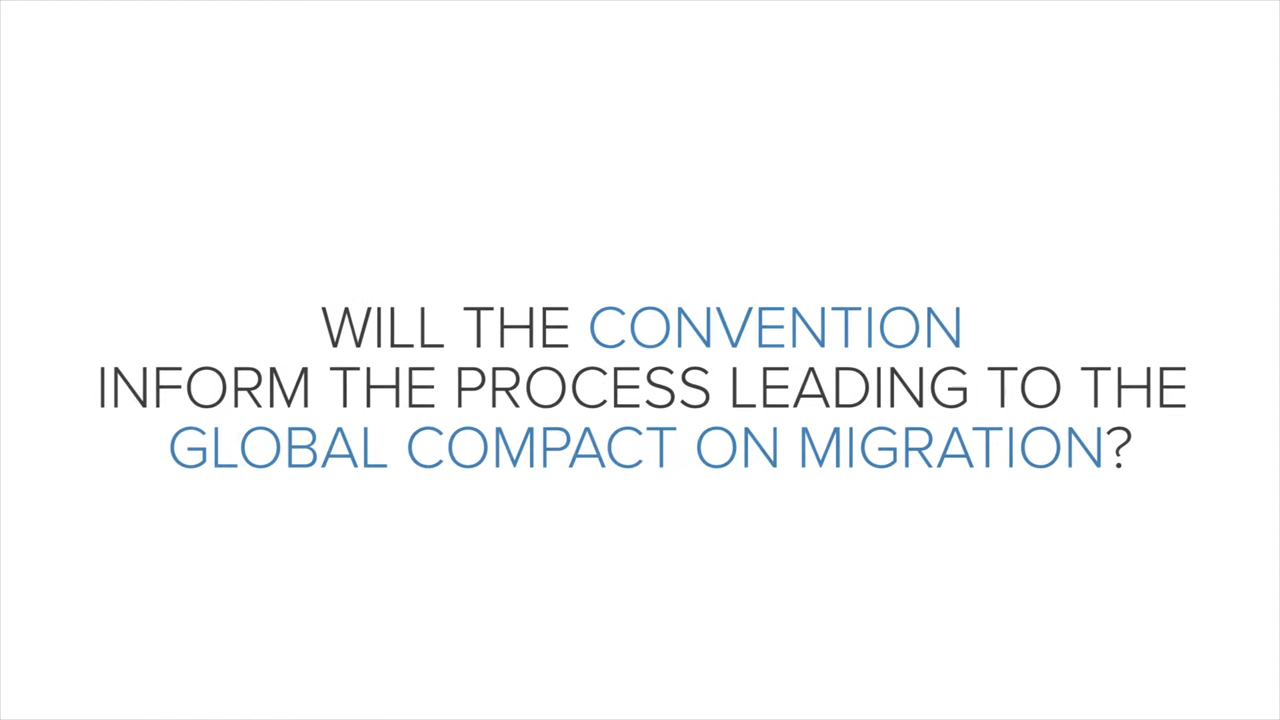 WILL THE CONVENTION
INFORM THE PROCESS LEADING TO THE
GLOBAL COMPACT ON MIGRATION?